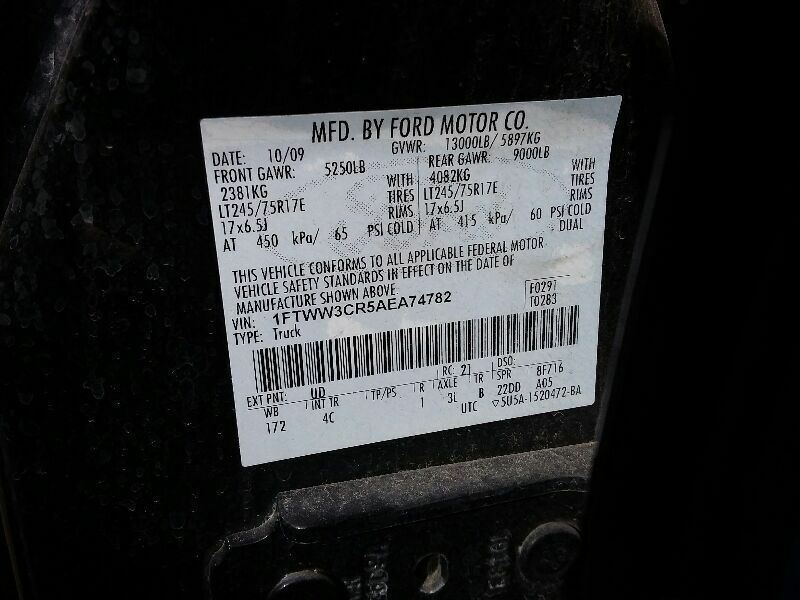 MFD. BY FORD MOTOR CO.
DATE: 10/09 GVWR: 13000LB/ 5897KG
FRONT GAWR: 5250LB REAR GAWR: 9000LB
2381KG WITH 4082KG WITH
LT245/75R17E TIRES LT245/75R17E TIRES
17x6.5J RIMS 17x6.5J RIMS
AT 450 kPa/ 65 PSI COLD AT 415 kPa/ 60 PSI COLD
DUAL
THIS VEHICLE CONFORMS TO ALL APPLICABLE FEDERAL MOTOR
VEHICLE SAFETY STANDARDS IN EFFECT ON THE DATE OF
MANUFACTURE SHOWN ABOVE.
VIN: 1FTWW3CR5AEA74782 F0291
TYPE: Truck T0283
EXT PNT: UD RC: 21 DSO:
WB INT TR TP/PS R AXLE TR SPR 8F716
172 4C 1 3L B 22DD A05
UTC ▽5U5A-1520472-BA